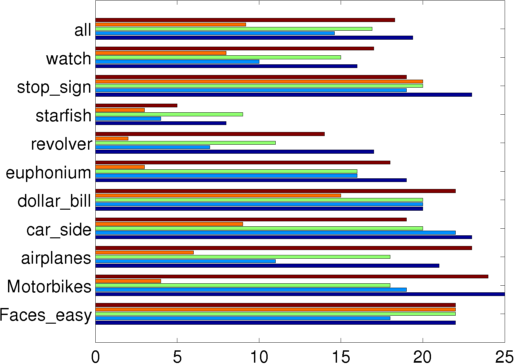 all
watch
stop_sign
starfish
revolver
euphonium
dollar_bill
car_side
airplanes
Motorbikes
Faces_easy
0 5 10 15 20 25